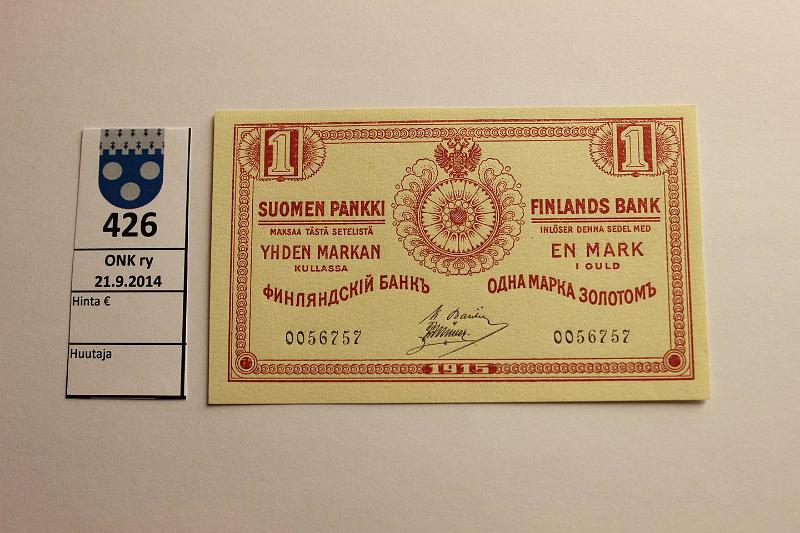 426
ONK ry
21.9.2014
Hinta €
Huutaja
1
1
SUOMEN PANKKI
MAKSAA TÄSTÄ SETELISTÄ
YHDEN MARKAN
KULLASSA
FINLANDS BANK
INLÖSER DENNA SEDEL MED
EN MARK
I GULD
ФИНЛЯНДСКІЙ БАНКЪ
ОДНА МАРКА ЗОЛОТОМЪ
0056757
0056757
1915